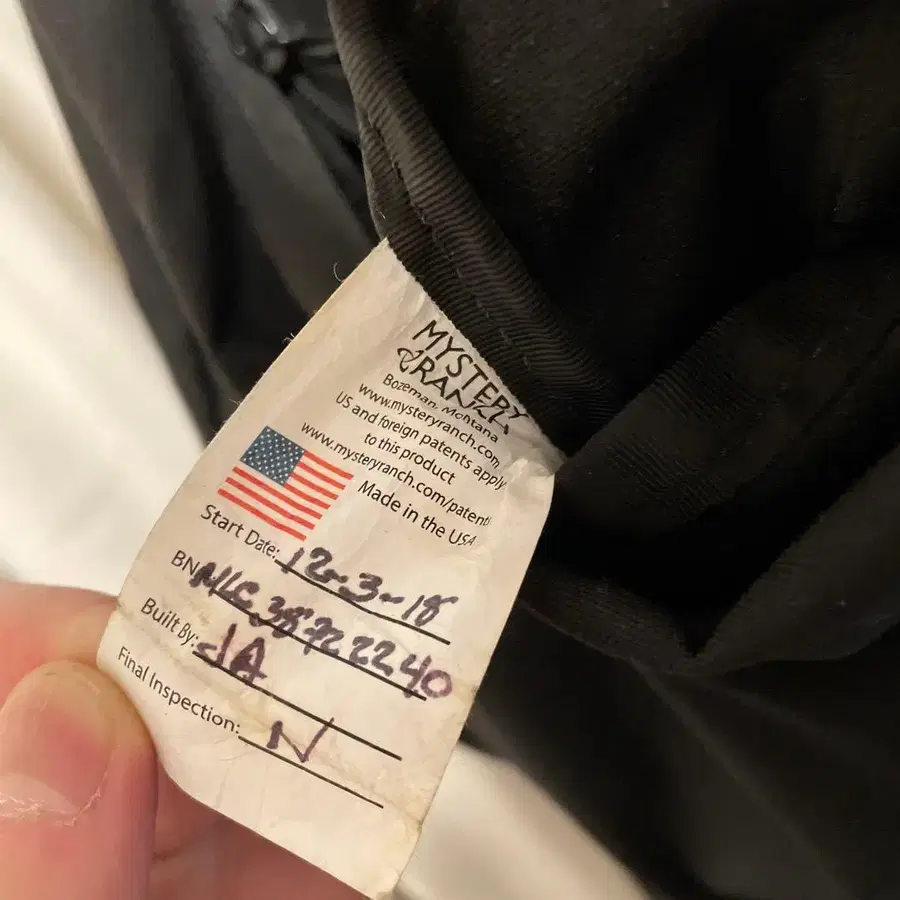 MYSTERY
RANCH
Bozeman, Montana
www.mysteryranch.com
US and foreign patents apply
to this product
www.mysteryranch.com/patents
Made in the USA
Start Date: 12-3-18
BN
Built By: JA
Final Inspection: N